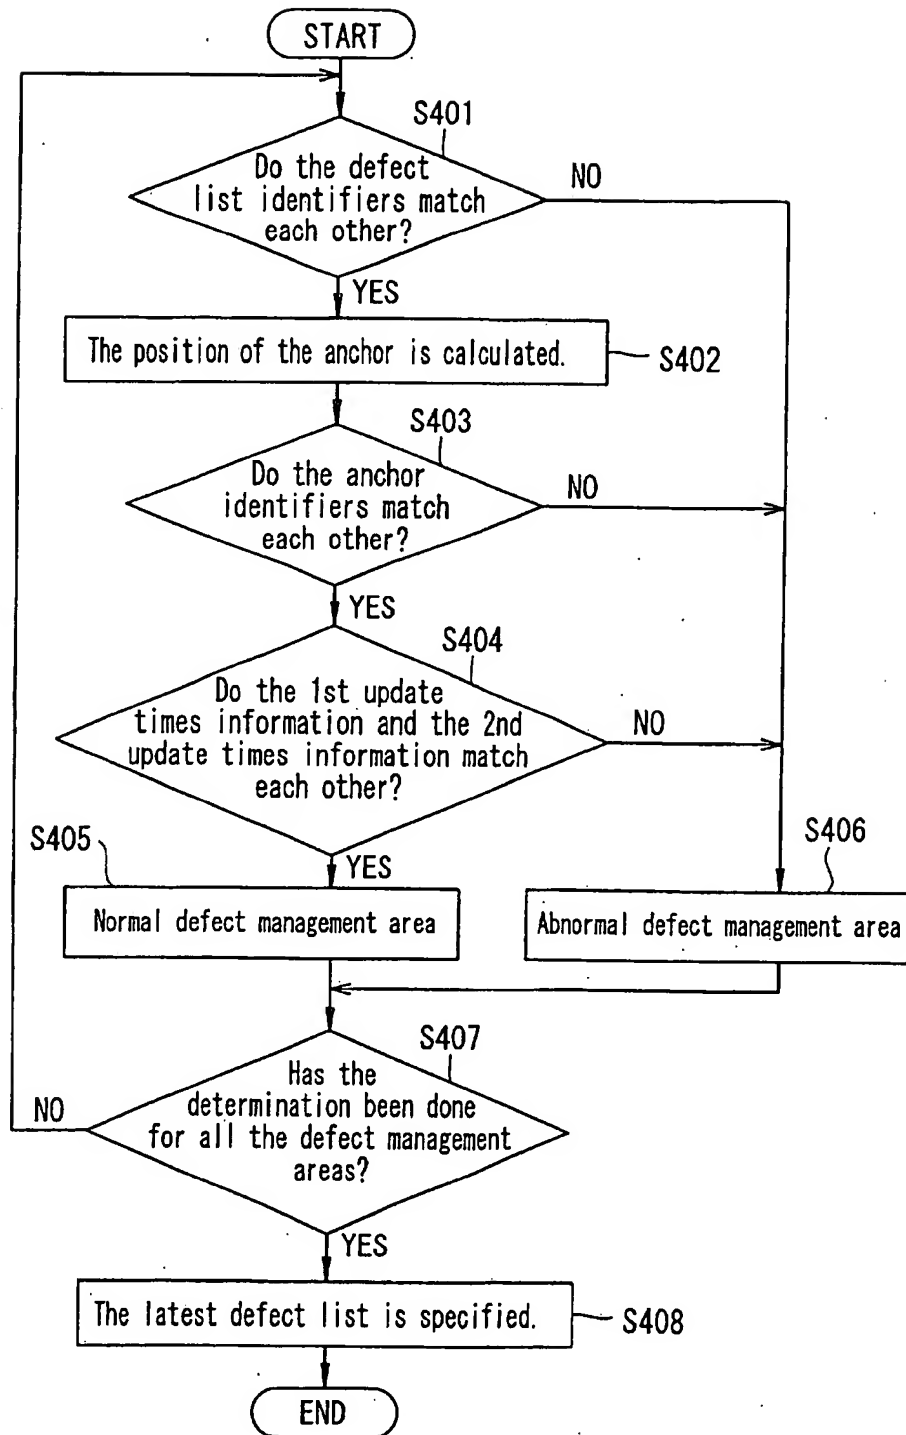 START
S401
Do the defect
list identifiers match
each other?
NO
YES
The position of the anchor is calculated.
S402
S403
Do the anchor
identifiers match
each other?
NO
YES
S404
Do the 1st update
times information and the 2nd
update times information match
each other?
NO
S405
YES
S406
Normal defect management area
Abnormal defect management area
S407
Has the
determination been done
for all the defect management
areas?
NO
YES
The latest defect list is specified.
S408
END